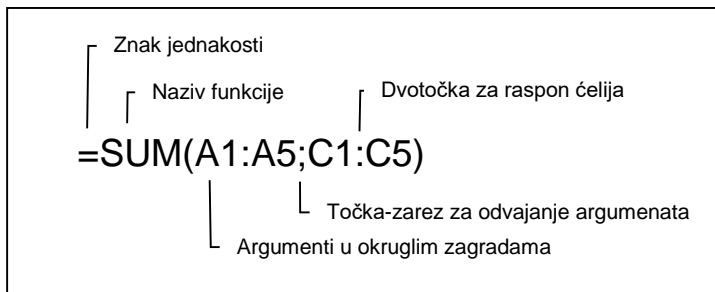 Znak jednakosti
Naziv funkcije
Dvotočka za raspon ćelija
=SUM(A1:A5;C1:C5)
Točka-zarez za odvajanje argumenata
Argumenti u okruglim zagradama